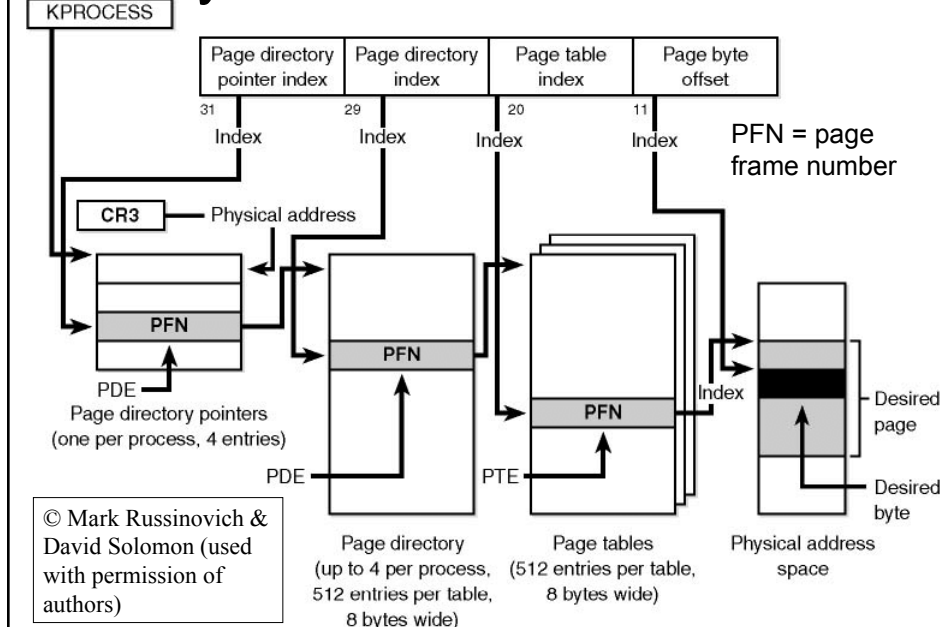 KPROCESS
Page directory
pointer index
Page directory
index
Page table
index
Page byte
offset
31
29
20
11
Index
Index
Index
Index
PFN = page
frame number
CR3
Physical address
PFN
PFN
PFN
Index
PDE
Page directory pointers
(one per process, 4 entries)
PDE
PTE
Desired
page
Desired
byte
© Mark Russinovich &
David Solomon (used
with permission of
authors)
Page directory
(up to 4 per process,
512 entries per table,
8 bytes wide)
Page tables
(512 entries per table,
8 bytes wide)
Physical address
space